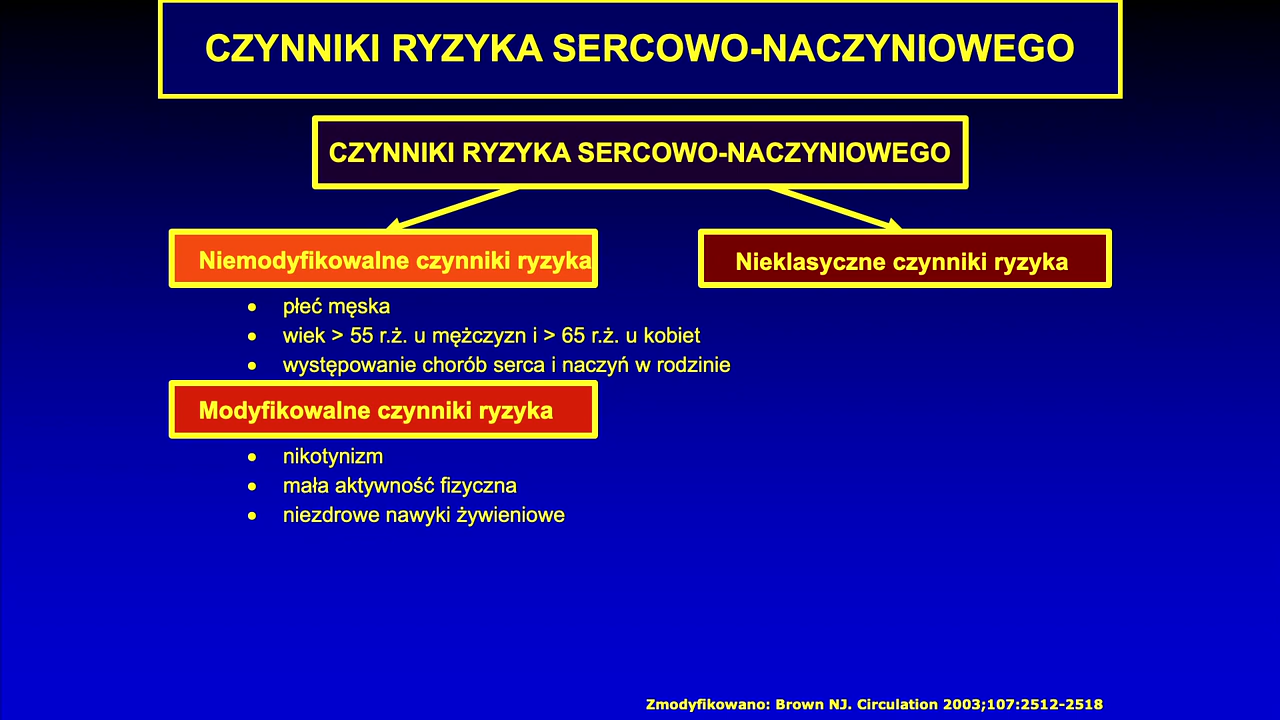 CZYNNIKI RYZYKA SERCOWO-NACZYNIOWEGO
CZYNNIKI RYZYKA SERCOWO-NACZYNIOWEGO
Niemodyfikowalne czynniki ryzyka
Nieklasyczne czynniki ryzyka
• płeć męska
• wiek > 55 r.ż. u mężczyzn i > 65 r.ż. u kobiet
• występowanie chorób serca i naczyń w rodzinie
Modyfikowalne czynniki ryzyka
• nikotynizm
• mała aktywność fizyczna
• niezdrowe nawyki żywieniowe
Zmodyfikowano: Brown NJ. Circulation 2003;107:2512-2518